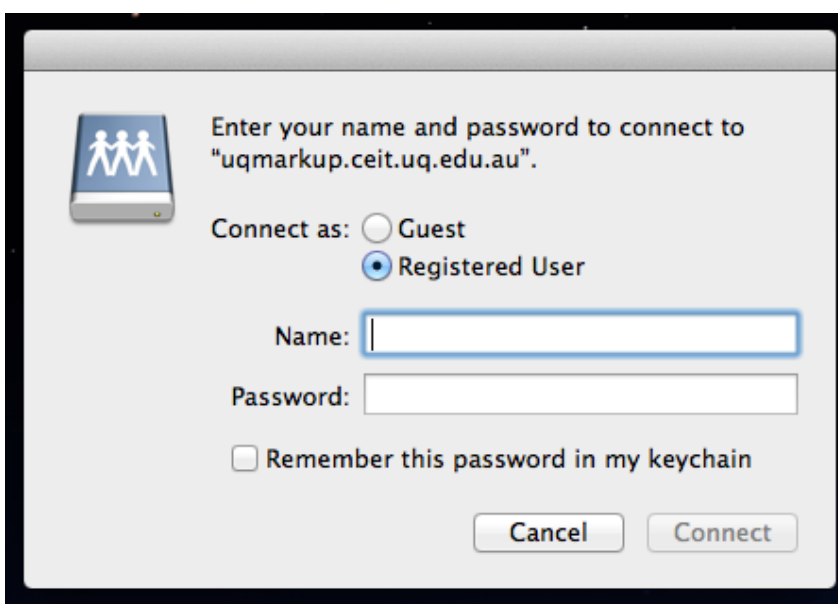 Enter your name and password to connect to
“uqmarkup.ceit.uq.edu.au”.
Connect as: Guest
Registered User
Name:
Password:
Remember this password in my keychain
Cancel Connect